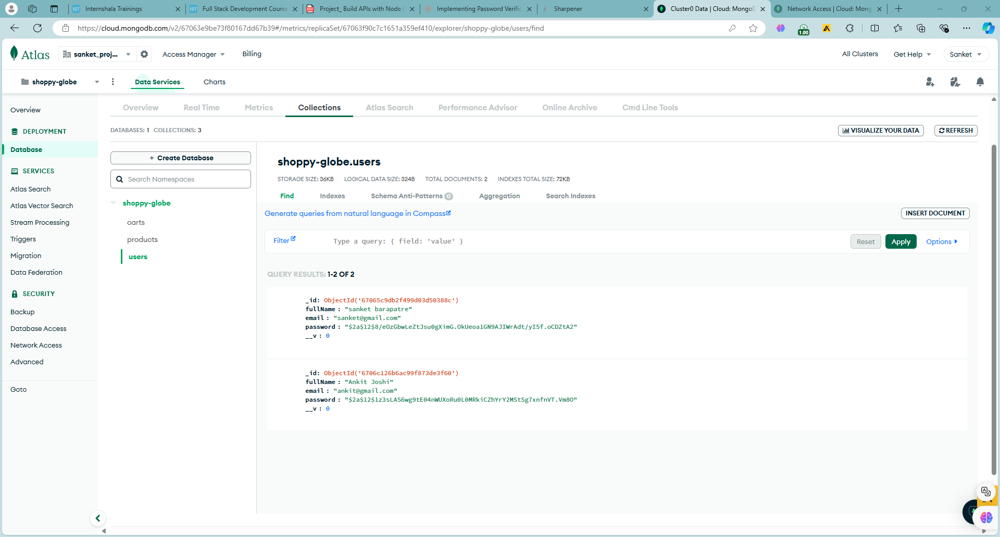 Internshala Trainings
Full Stack Development Course
Project_ Build APIs with Node
Implementing Password Verific
Sharpener
Cluster0 Data | Cloud: MongoD
Network Access | Cloud: Mong
https://cloud.mongodb.com/v2/67063e9be73f80167dd67b39#/metrics/replicaSet/67063f90c7c1651a359ef410/explorer/shoppy-globe/users/find
1.00
Atlas
sanket_proj...
Access Manager
Billing
All Clusters
Get Help
Sanket
shoppy-globe
Data Services
Charts
Overview
DEPLOYMENT
Database
SERVICES
Atlas Search
Atlas Vector Search
Stream Processing
Triggers
Migration
Data Federation
SECURITY
Backup
Database Access
Network Access
Advanced
Goto
Overview
Real Time
Metrics
Collections
Atlas Search
Performance Advisor
Online Archive
Cmd Line Tools
DATABASES: 1 COLLECTIONS: 3
VISUALIZE YOUR DATA
REFRESH
+ Create Database
Search Namespaces
shoppy-globe
carts
products
users
shoppy-globe.users
STORAGE SIZE: 36KB LOGICAL DATA SIZE: 324B TOTAL DOCUMENTS: 2 INDEXES TOTAL SIZE: 72KB
Find
Indexes
Schema Anti-Patterns 0
Aggregation
Search Indexes
Generate queries from natural language in Compass
INSERT DOCUMENT
Filter
Type a query: { field: 'value' }
Reset
Apply
Options
QUERY RESULTS: 1-2 OF 2
_id: ObjectId('67065c9db2f499d03d50388c')
fullName : "sanket barapatre"
email : "sanket@gmail.com"
password : "$2a$12$8/eOzGbwLeZtJsu0gXimG.OkUeoa1GN9AJIWrAdt/yI5f.oCDZtA2"
__v : 0
_id: ObjectId('6706c126b6ac99f873de3f60')
fullName : "Ankit Joshi"
email : "ankit@gmail.com"
password : "$2a$12$1z3sLAS6wg9tE04nWUXoRu0L0MRkiCZhYrY2MStSg7xnfnVT.Vm8O"
__v : 0